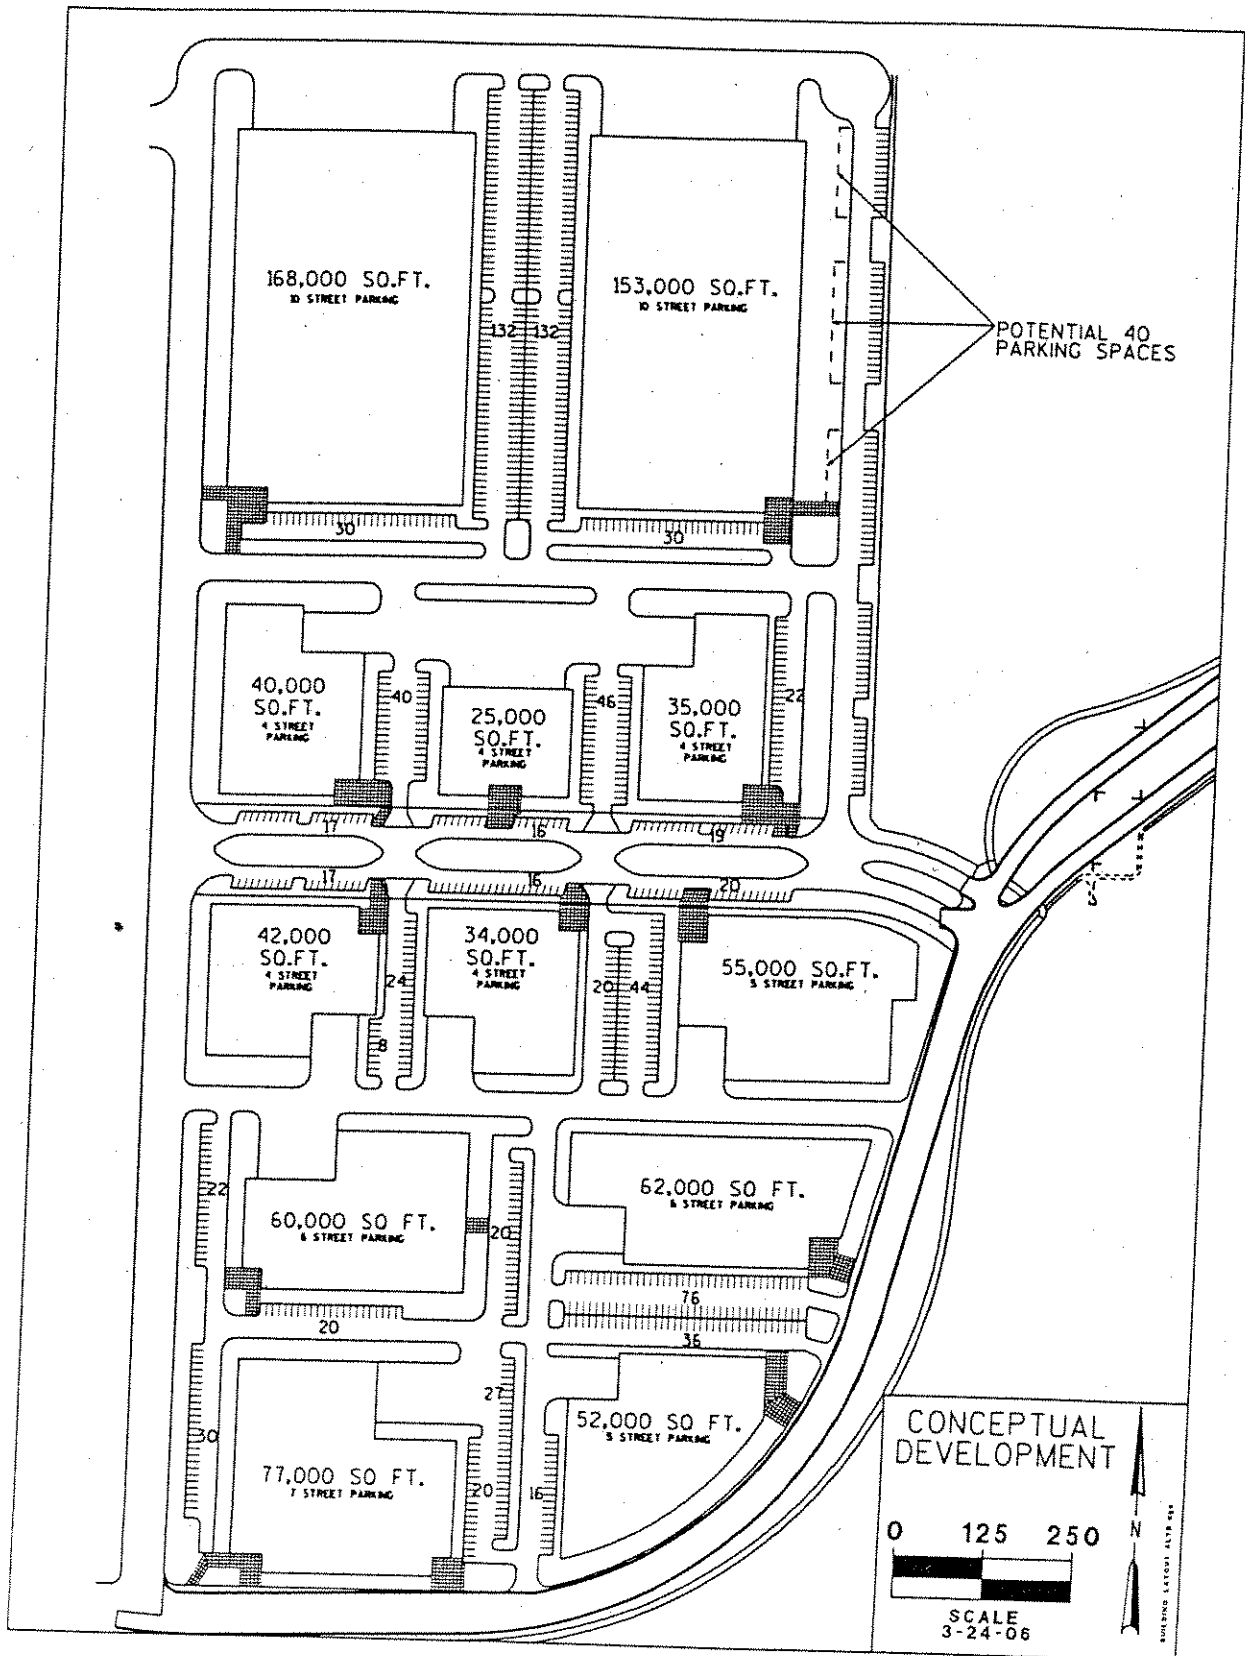 168,000 SQ.FT.
10 STREET PARKING
153,000 SQ.FT.
10 STREET PARKING
132 132
POTENTIAL 40
PARKING SPACES
30
30
40,000
SQ.FT.
4 STREET
PARKING
40
25,000
SQ.FT.
4 STREET
PARKING
46
35,000
SQ.FT.
4 STREET
PARKING
22
17
16
19
17
16
20
42,000
SQ.FT.
4 STREET
PARKING
24
8
34,000
SQ.FT.
4 STREET
PARKING
20 44
55,000 SQ.FT.
5 STREET PARKING
22
60,000 SQ FT.
6 STREET PARKING
20
62,000 SQ FT.
6 STREET PARKING
20
76
36
30
77,000 SQ FT.
7 STREET PARKING
27
20
16
52,000 SQ FT.
5 STREET PARKING
CONCEPTUAL
DEVELOPMENT
0 125 250
SCALE
3-24-06
N